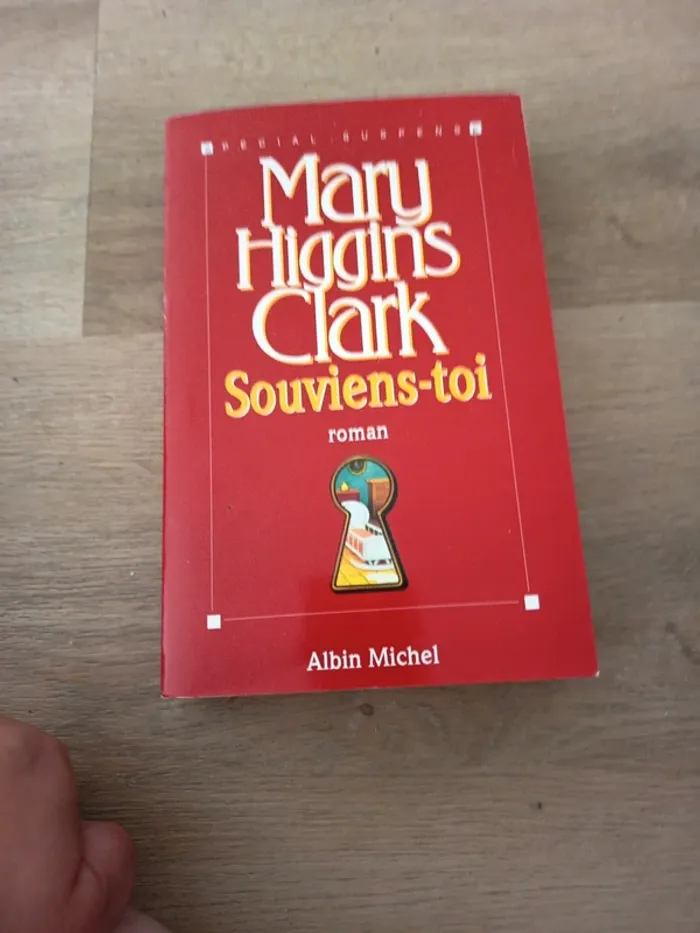 SPECIAL SUSPENSE
Mary
Higgins
Clark
Souviens-toi
roman
Albin Michel